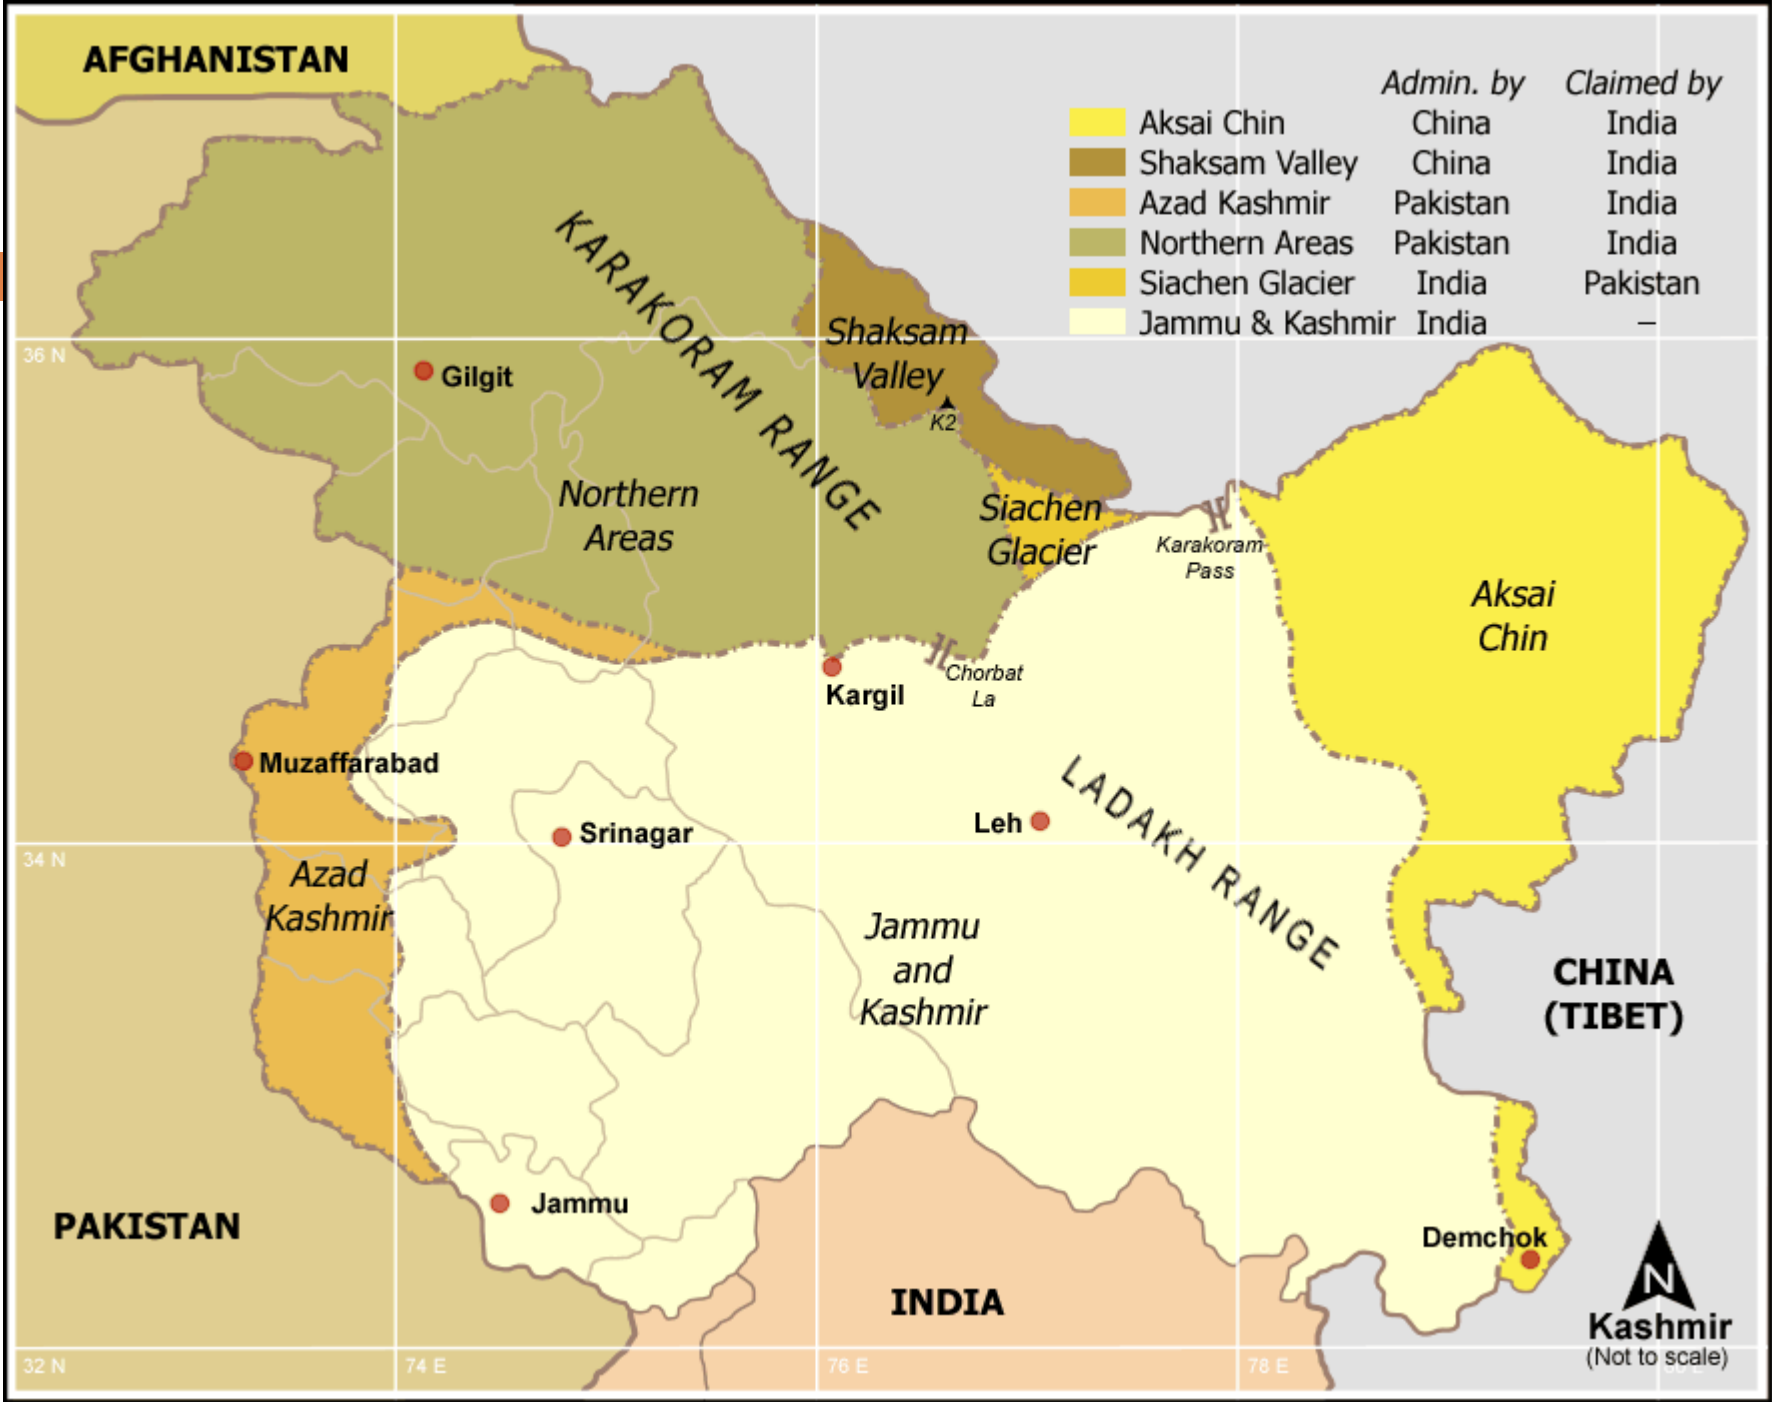 AFGHANISTAN
Admin. by Claimed by
Aksai Chin China India
Shaksam Valley China India
Azad Kashmir Pakistan India
Northern Areas Pakistan India
Siachen Glacier India Pakistan
Jammu & Kashmir India –
KARAKORAM RANGE
Shaksam
Valley
K2
36 N
Gilgit
Northern
Areas
Siachen
Glacier
Karakoram
Pass
Aksai
Chin
Chorbat
La
Kargil
Muzaffarabad
LADAKH RANGE
Leh
Srinagar
34 N
Azad
Kashmir
Jammu
and
Kashmir
CHINA
(TIBET)
Jammu
PAKISTAN
Demchok
INDIA
N
Kashmir
(Not to scale)
32 N
74 E
76 E
78 E